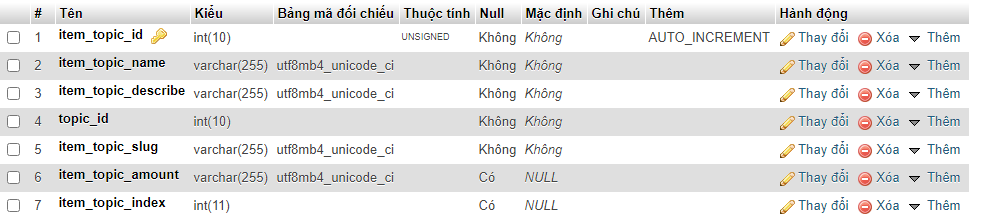 # Tên Kiểu Bảng mã đối chiếu Thuộc tính Null Mặc định Ghi chú Thêm Hành động
1 item_topic_id int(10) UNSIGNED Không Không AUTO_INCREMENT Thay đổi Xóa Thêm
2 item_topic_name varchar(255) utf8mb4_unicode_ci Không Không Thay đổi Xóa Thêm
3 item_topic_describe varchar(255) utf8mb4_unicode_ci Không Không Thay đổi Xóa Thêm
4 topic_id int(10) Không Không Thay đổi Xóa Thêm
5 item_topic_slug varchar(255) utf8mb4_unicode_ci Không Không Thay đổi Xóa Thêm
6 item_topic_amount varchar(255) utf8mb4_unicode_ci Có NULL Thay đổi Xóa Thêm
7 item_topic_index int(11) Có NULL Thay đổi Xóa Thêm